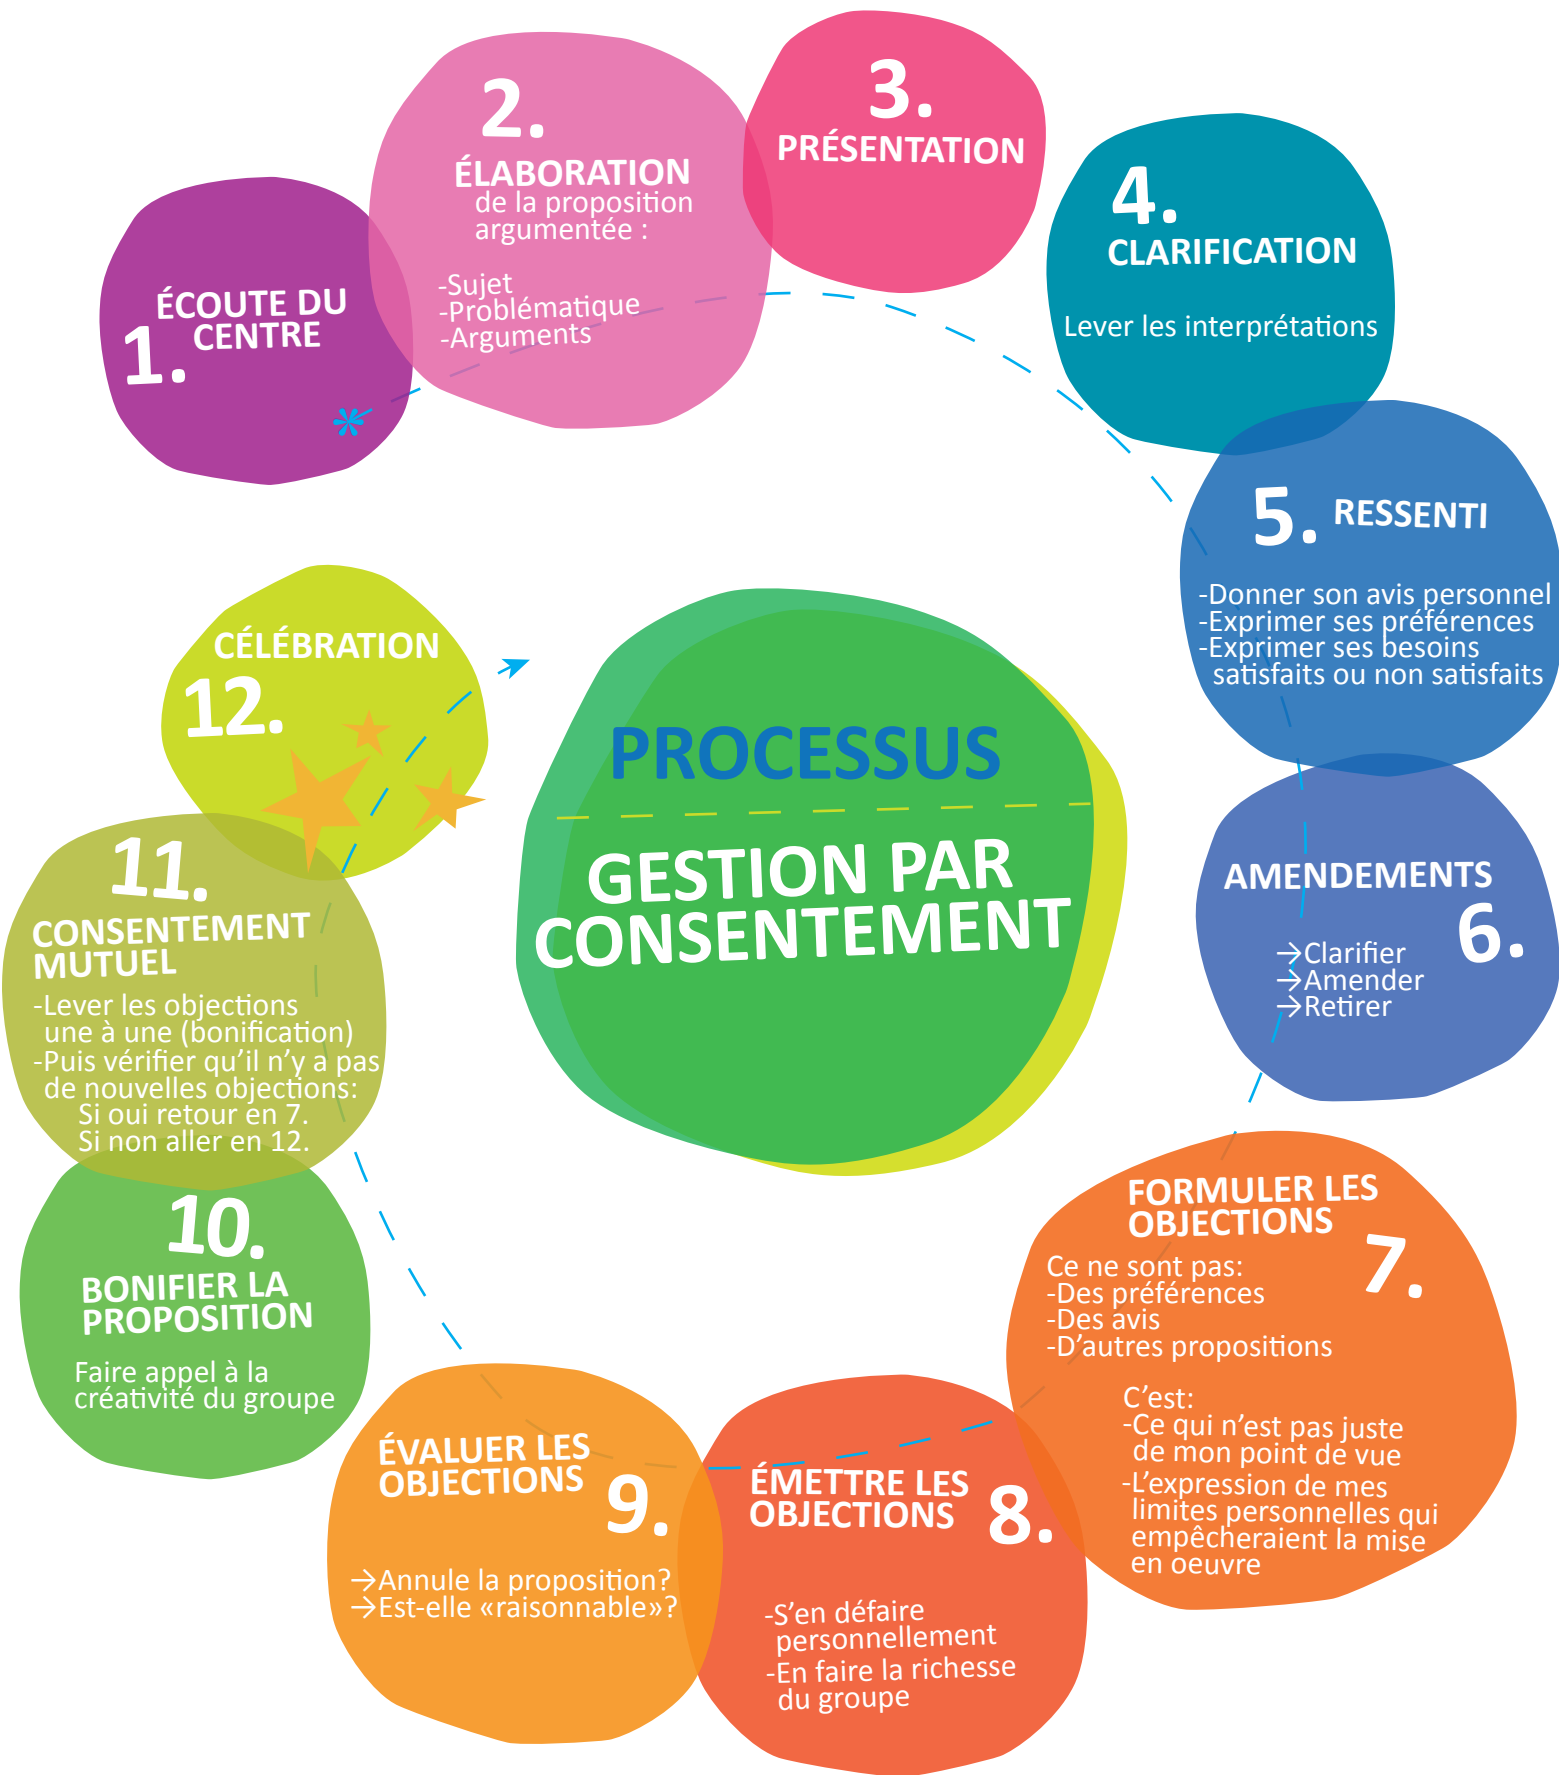 1.
ÉCOUTE DU
CENTRE
2.
ÉLABORATION
de la proposition
argumentée :
-Sujet
-Problématique
-Arguments
3.
PRÉSENTATION
4.
CLARIFICATION
Lever les interprétations
5. RESSENTI
-Donner son avis personnel
-Exprimer ses préférences
-Exprimer ses besoins
satisfaits ou non satisfaits
AMENDEMENTS
6.
→Clarifier
→Amender
→Retirer
FORMULER LES
OBJECTIONS
7.
Ce ne sont pas:
-Des préférences
-Des avis
-D’autres propositions
C’est:
-Ce qui n’est pas juste
de mon point de vue
-L’expression de mes
limites personnelles qui
empêcheraient la mise
en oeuvre
ÉMETTRE LES
OBJECTIONS
8.
-S’en défaire
personnellement
-En faire la richesse
du groupe
ÉVALUER LES
OBJECTIONS
9.
→Annule la proposition?
→Est-elle «raisonnable»?
10.
BONIFIER LA
PROPOSITION
Faire appel à la
créativité du groupe
11.
CONSENTEMENT
MUTUEL
-Lever les objections
une à une (bonification)
-Puis vérifier qu’il n’y a pas
de nouvelles objections:
Si oui retour en 7.
Si non aller en 12.
CÉLÉBRATION
12.
PROCESSUS
GESTION PAR
CONSENTEMENT